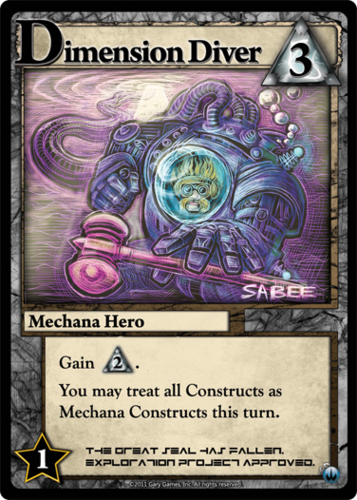 Dimension Diver
3
SABEE
Mechana Hero
Gain 2.
You may treat all Constructs as
Mechana Constructs this turn.
1
THE GREAT SEAL HAS FALLEN.
EXPLORATION PROJECT APPROVED.
©2011 Gary Games, Inc. All rights reserved.